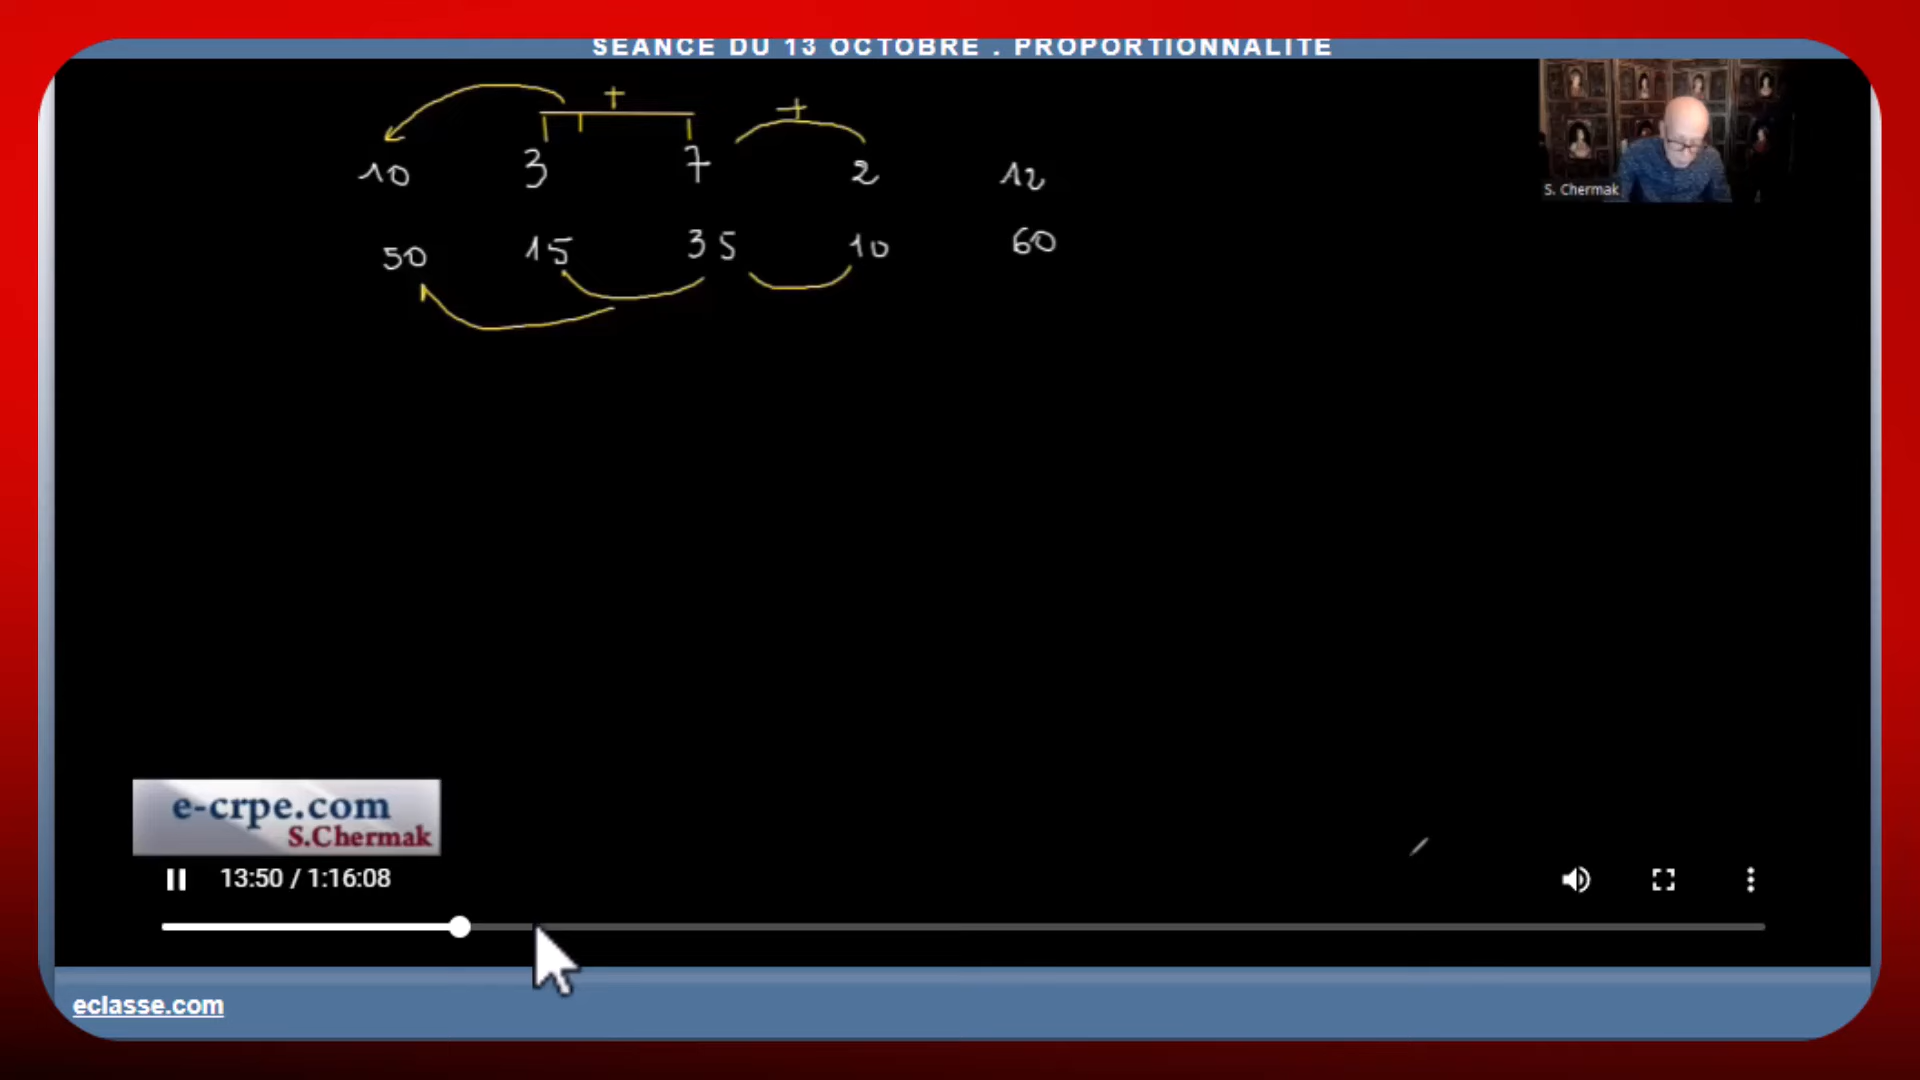 SEANCE DU 13 OCTOBRE . PROPORTIONNALITE
+ +
10 3 7 2 12
50 15 35 10 60
S. Chermak
e-crpe.com
S.Chermak
13:50 / 1:16:08
eclasse.com